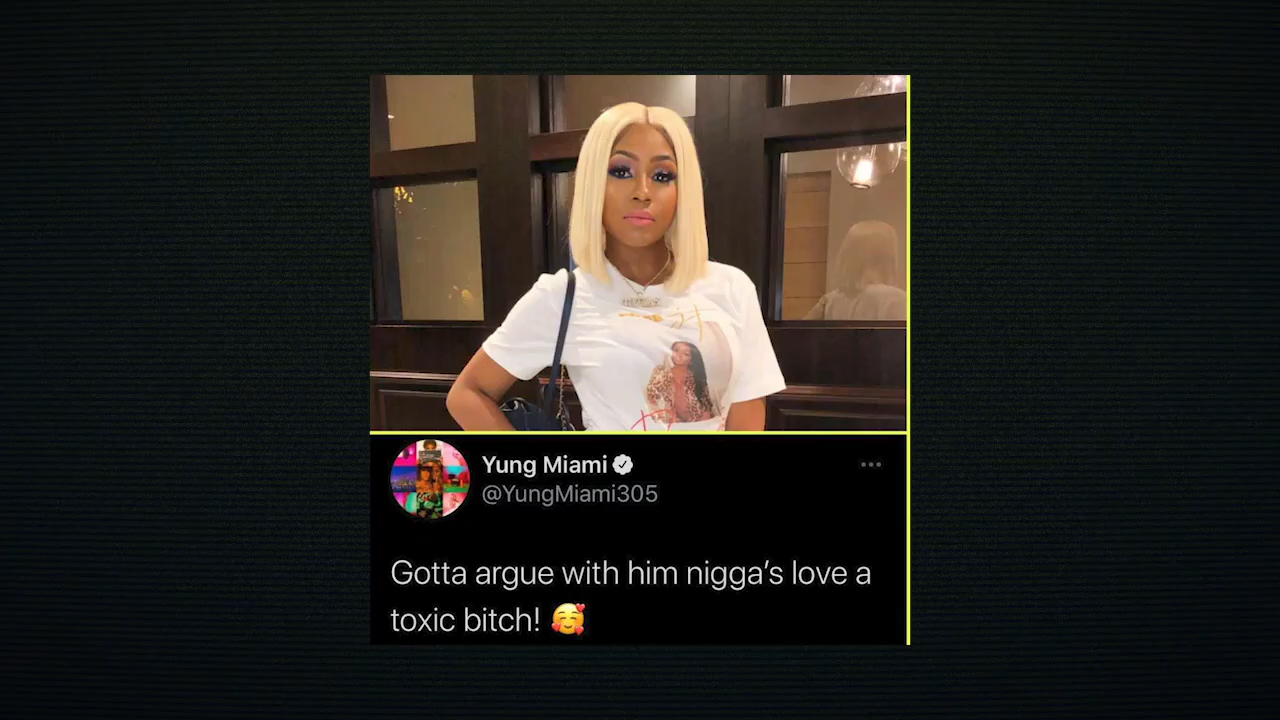 Yung Miami
@YungMiami305
Gotta argue with him nigga's love a
toxic bitch! 🥰